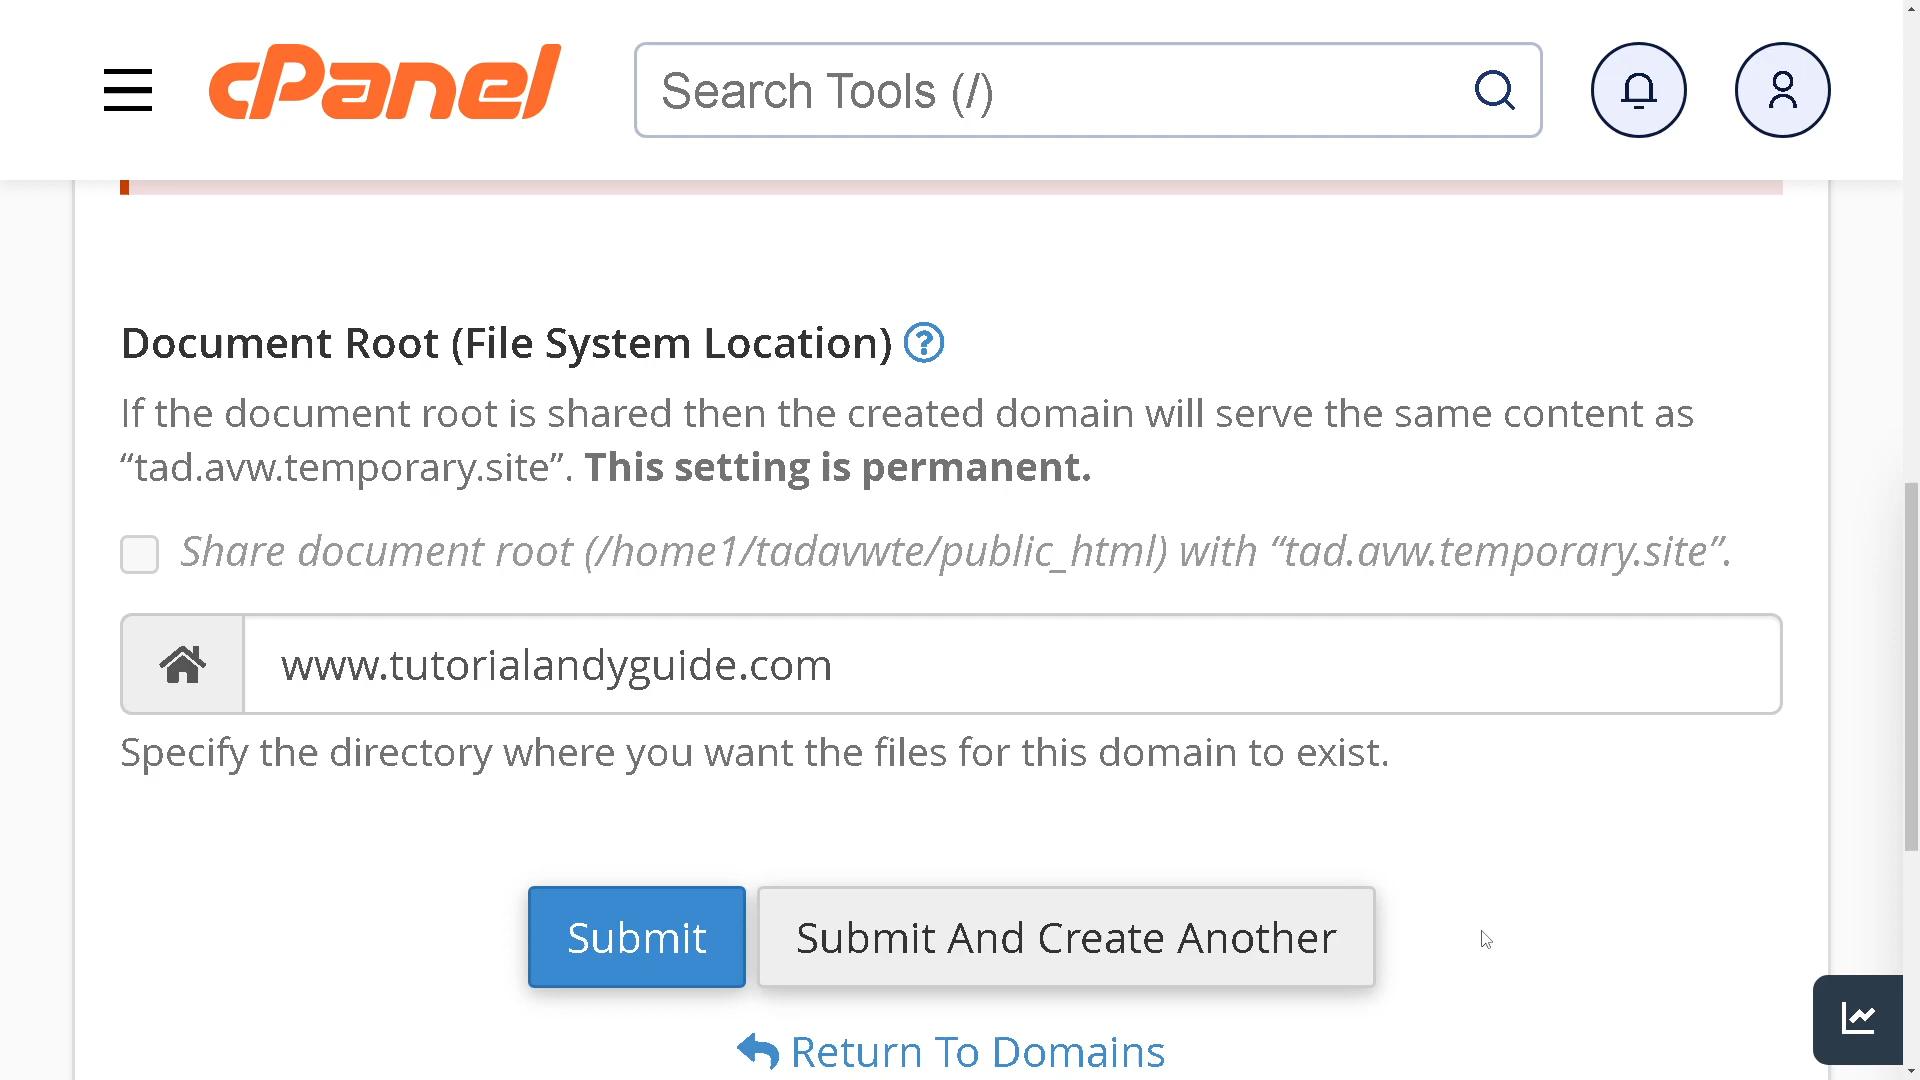 cPanel
Search Tools (/)
Document Root (File System Location) ?
If the document root is shared then the created domain will serve the same content as
“tad.avw.temporary.site”. This setting is permanent.
Share document root (/home1/tadavwte/public_html) with “tad.avw.temporary.site”.
www.tutorialandyguide.com
Specify the directory where you want the files for this domain to exist.
Submit
Submit And Create Another
Return To Domains